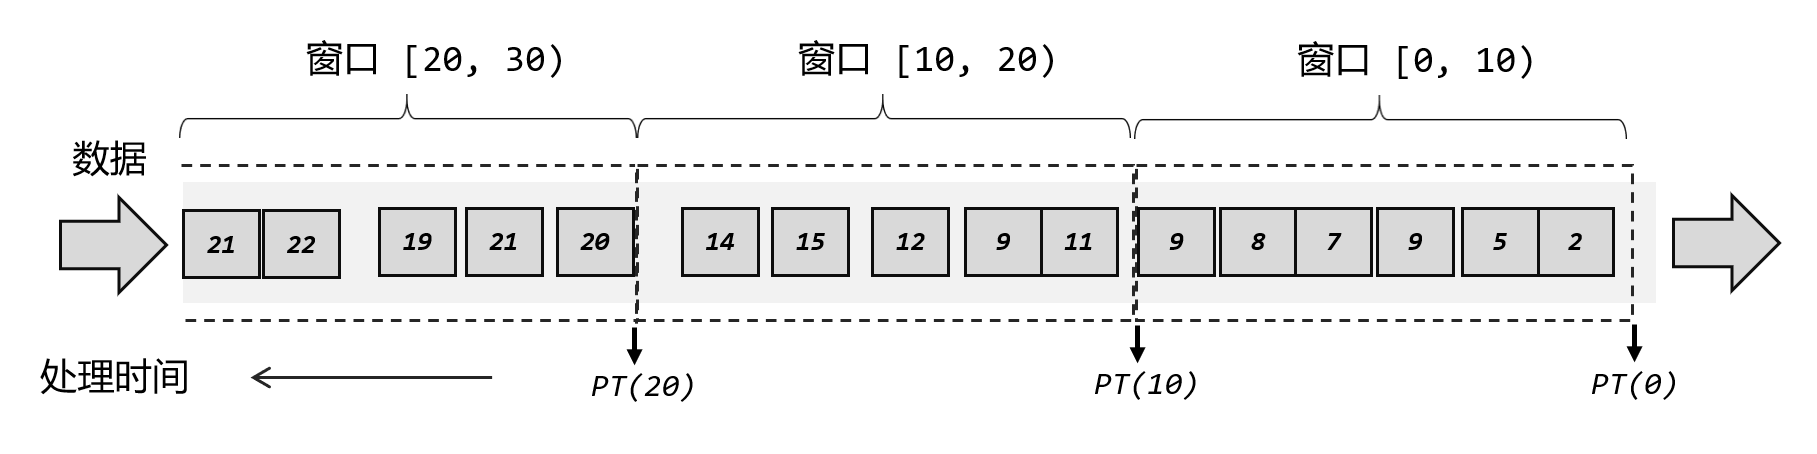 窗口 [20, 30)
窗口 [10, 20)
窗口 [0, 10)
数据
21 22 19 21 20 14 15 12 9 11 9 8 7 9 5 2
处理时间
PT(20)
PT(10)
PT(0)